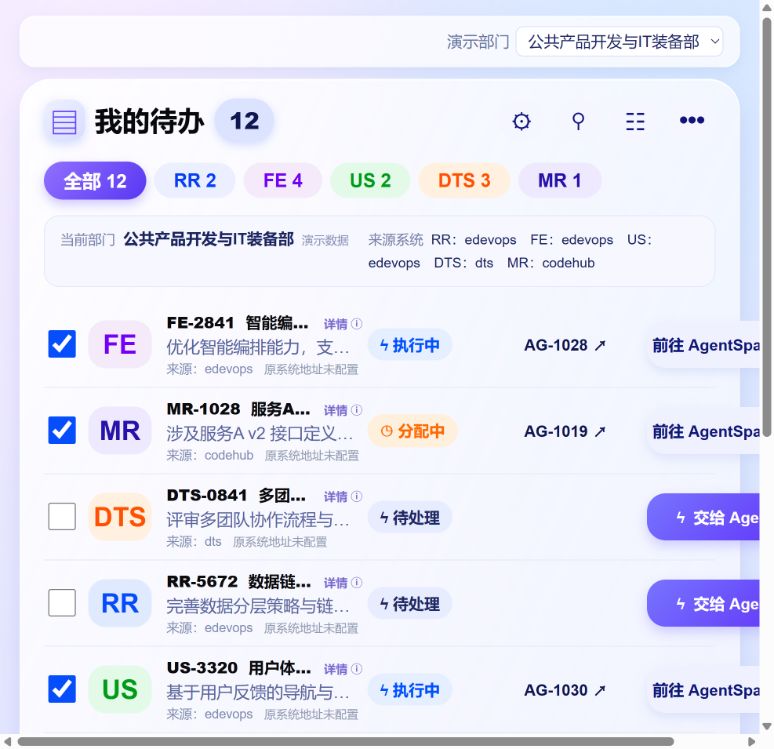 演示部门 公共产品开发与IT装备部
我的待办 12
全部 12 RR 2 FE 4 US 2 DTS 3 MR 1
当前部门 公共产品开发与IT装备部 演示数据 来源系统 RR：edevops FE：edevops US：
edevops DTS：dts MR：codehub
FE-2841 智能编... 详情
FE 优化智能编排能力，支... 执行中 AG-1028 ↗ 前往 AgentSpa
来源：edevops 原系统地址未配置
MR-1028 服务A... 详情
MR 涉及服务A v2 接口定义... 分配中 AG-1019 ↗ 前往 AgentSpa
来源：codehub 原系统地址未配置
DTS-0841 多团... 详情
DTS 评审多团队协作流程与... 待处理 交给 Age
来源：dts 原系统地址未配置
RR-5672 数据链... 详情
RR 完善数据分层策略与链... 待处理 交给 Age
来源：edevops 原系统地址未配置
US-3320 用户体... 详情
US 基于用户反馈的导航与... 执行中 AG-1030 ↗ 前往 AgentSpa
来源：edevops 原系统地址未配置